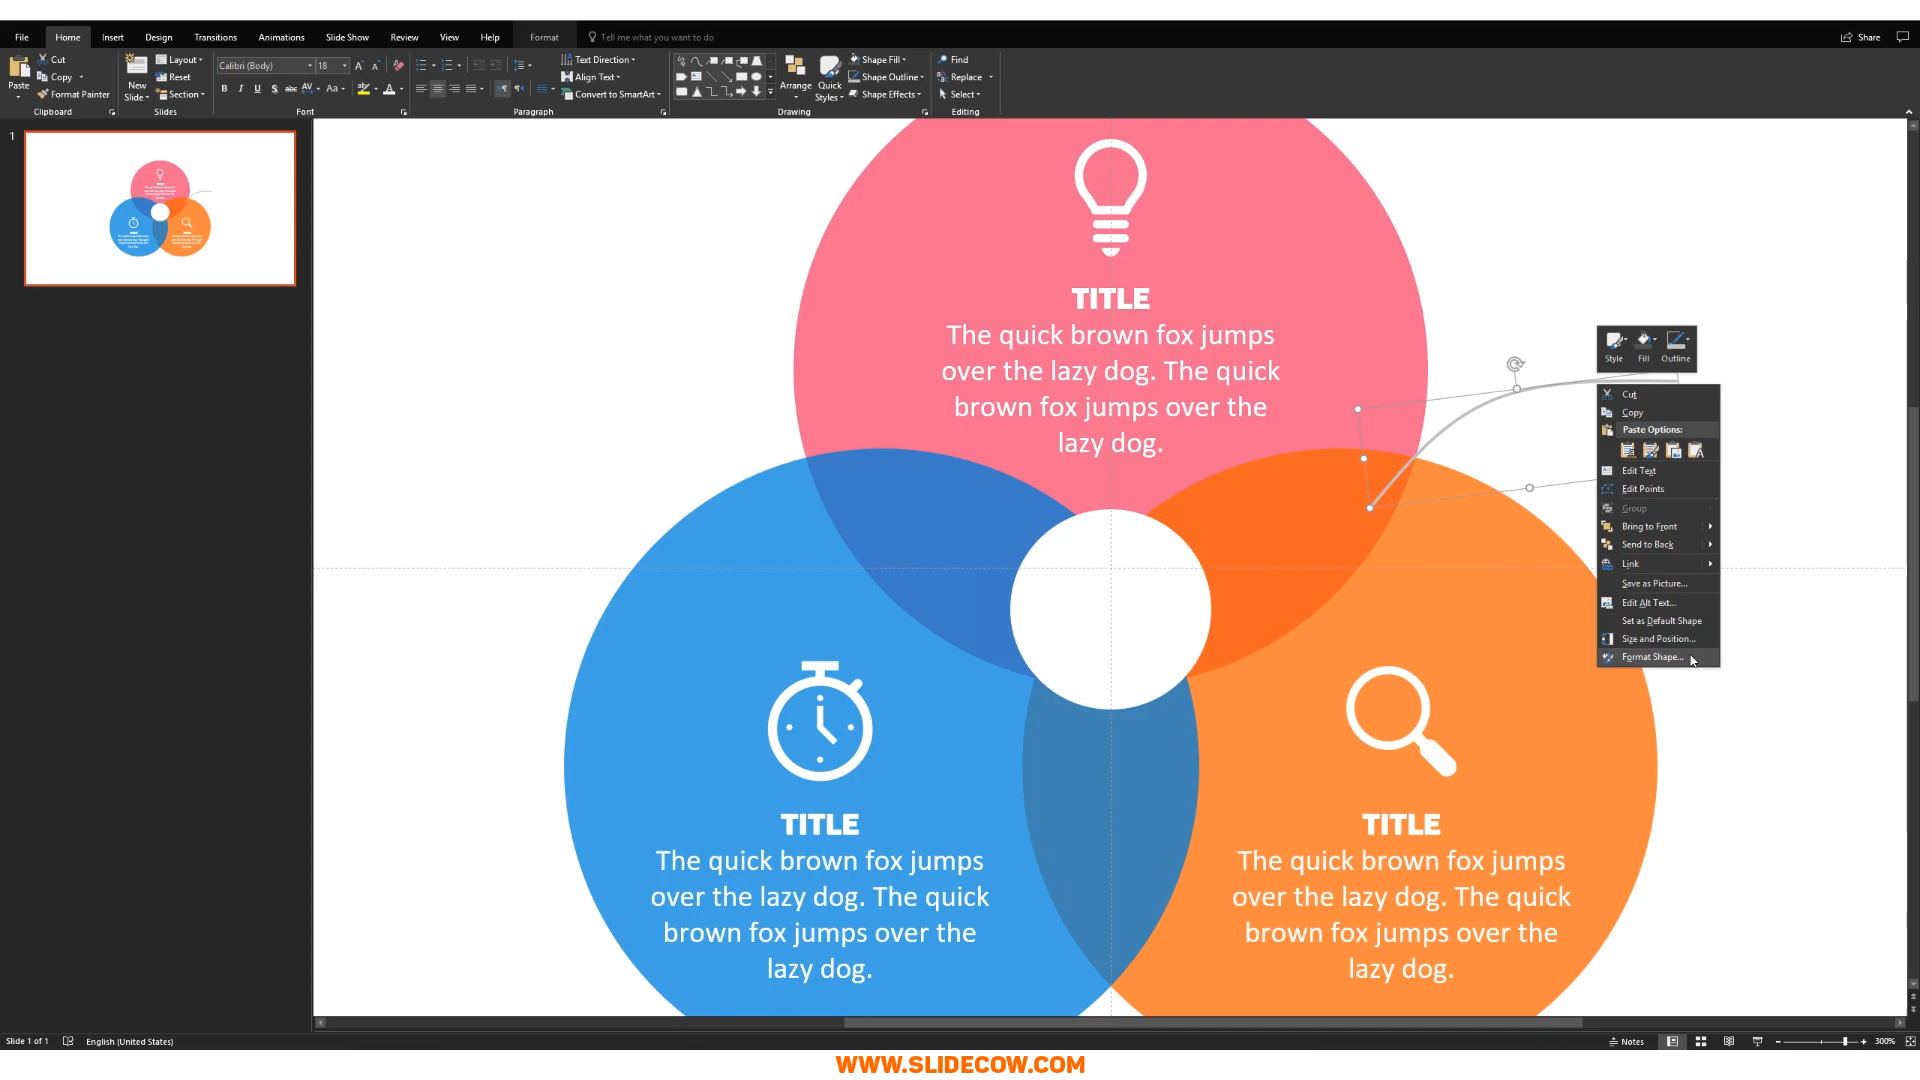 File Home Insert Design Transitions Animations Slide Show Review View Help Format Tell me what you want to do Share
Paste
Cut
Copy
Format Painter
Clipboard
New Slide
Layout
Reset
Section
Slides
Calibri (Body) 18
B I U S abc AV Aa A
Font
Text Direction
Align Text
Convert to SmartArt
Paragraph
Arrange
Quick Styles
Shape Fill
Shape Outline
Shape Effects
Drawing
Find
Replace
Select
Editing
1
TITLE
The quick brown fox jumps
over the lazy dog. The quick
brown fox jumps over the
lazy dog.
Style Fill Outline
Cut
Copy
Paste Options:
Edit Text
Edit Points
Group
Bring to Front
Send to Back
Link
Save as Picture...
Edit Alt Text...
Set as Default Shape
Size and Position...
Format Shape...
TITLE
The quick brown fox jumps
over the lazy dog. The quick
brown fox jumps over the
lazy dog.
TITLE
The quick brown fox jumps
over the lazy dog. The quick
brown fox jumps over the
lazy dog.
Slide 1 of 1 English (United States) Notes 300%
WWW.SLIDECOW.COM